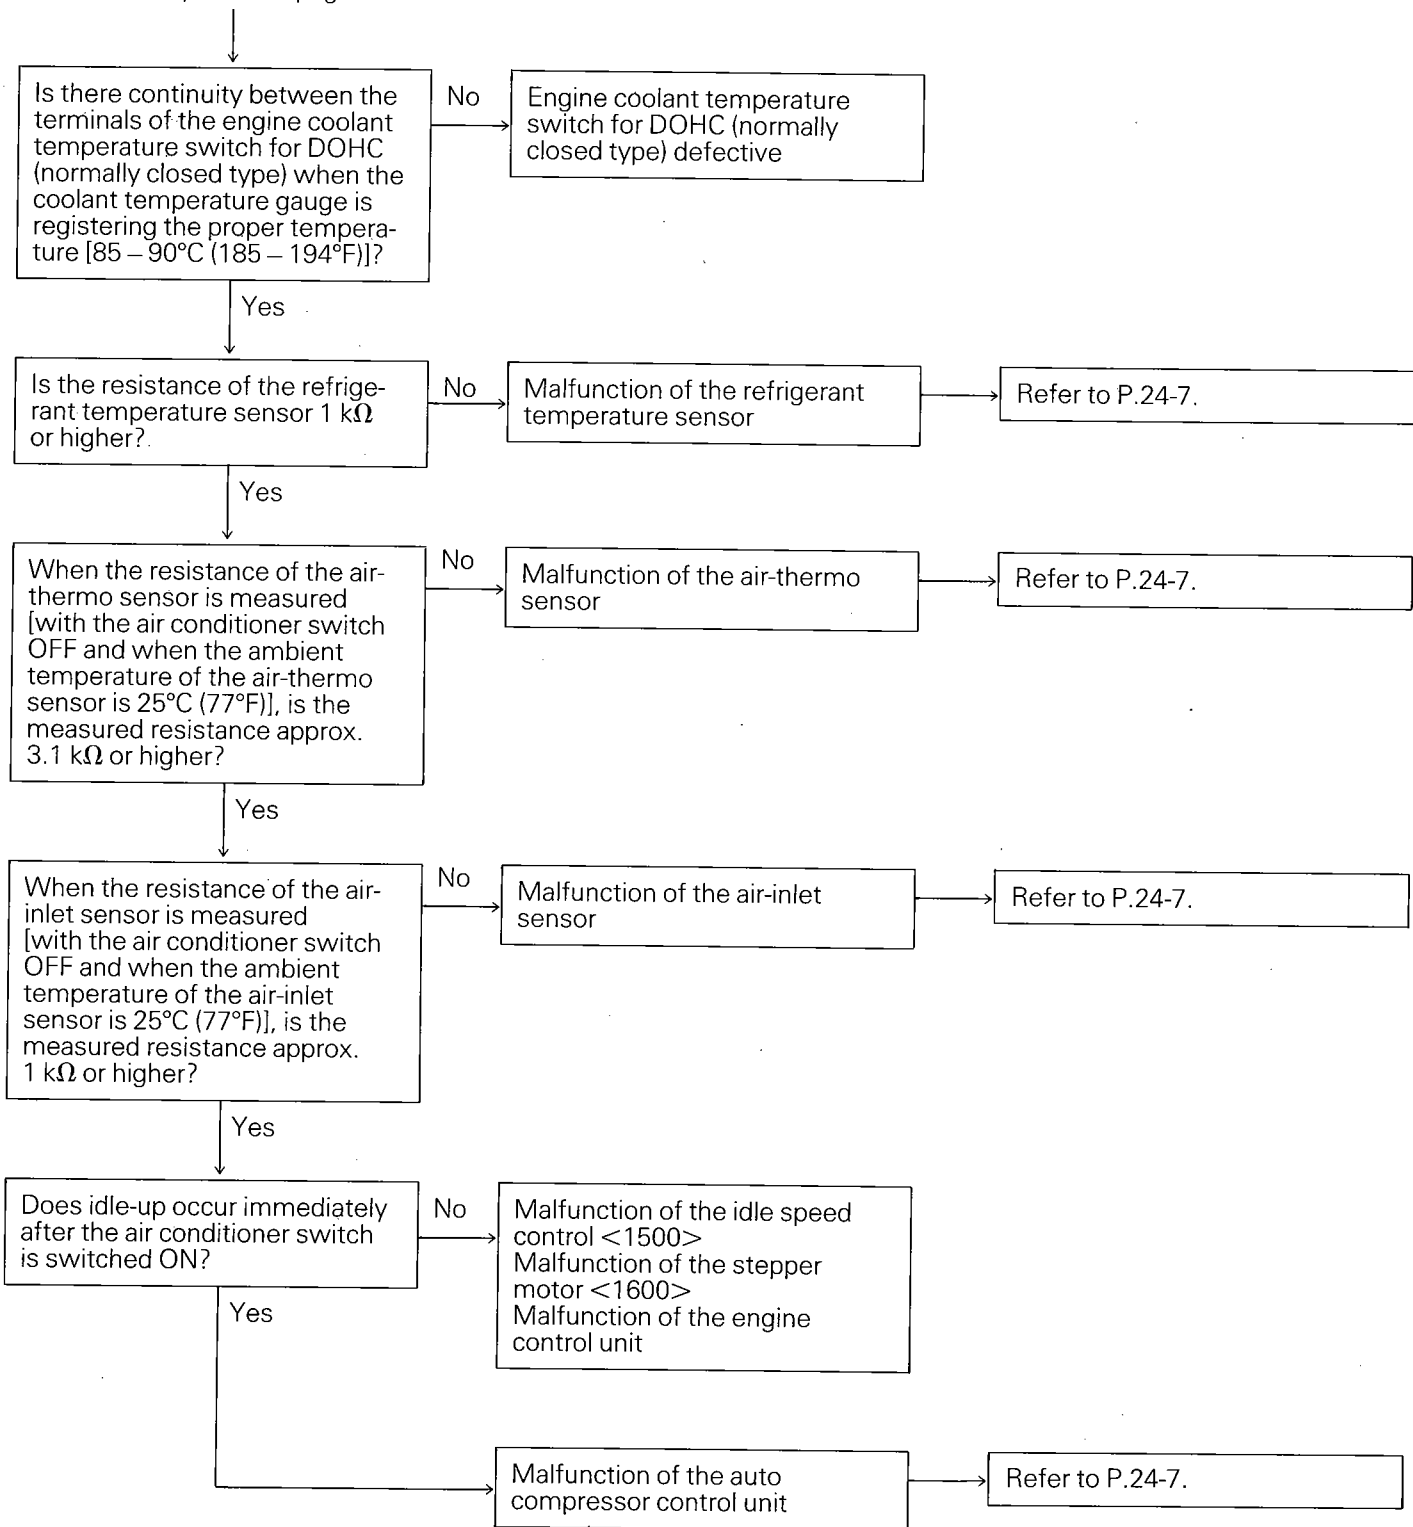 Is there continuity between the
terminals of the engine coolant
temperature switch for DOHC
(normally closed type) when the
coolant temperature gauge is
registering the proper tempera-
ture [85 – 90°C (185 – 194°F)]?
No
Engine coolant temperature
switch for DOHC (normally
closed type) defective
Yes
Is the resistance of the refrige-
rant temperature sensor 1 kΩ
or higher?
No
Malfunction of the refrigerant
temperature sensor
Refer to P.24-7.
Yes
When the resistance of the air-
thermo sensor is measured
[with the air conditioner switch
OFF and when the ambient
temperature of the air-thermo
sensor is 25°C (77°F)], is the
measured resistance approx.
3.1 kΩ or higher?
No
Malfunction of the air-thermo
sensor
Refer to P.24-7.
Yes
When the resistance of the air-
inlet sensor is measured
[with the air conditioner switch
OFF and when the ambient
temperature of the air-inlet
sensor is 25°C (77°F)], is the
measured resistance approx.
1 kΩ or higher?
No
Malfunction of the air-inlet
sensor
Refer to P.24-7.
Yes
Does idle-up occur immediately
after the air conditioner switch
is switched ON?
No
Malfunction of the idle speed
control <1500>
Malfunction of the stepper
motor <1600>
Malfunction of the engine
control unit
Yes
Malfunction of the auto
compressor control unit
Refer to P.24-7.